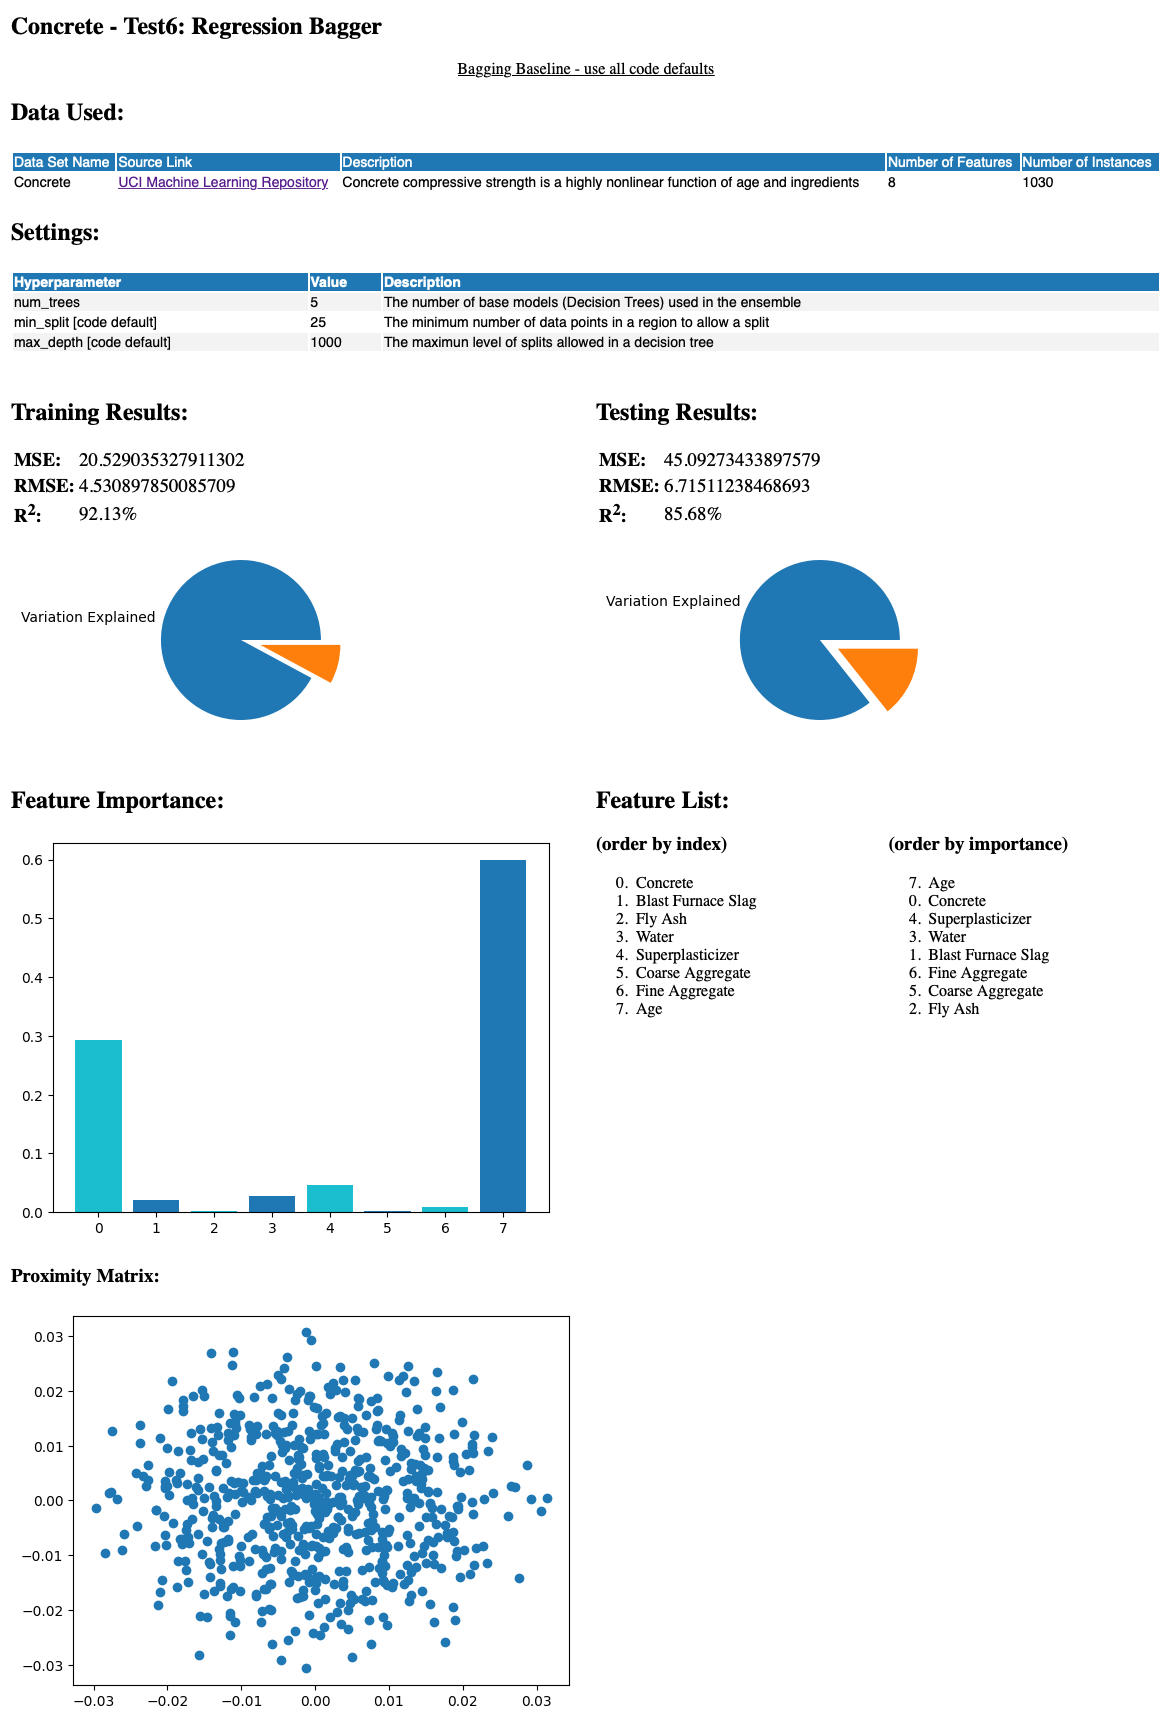 Concrete - Test6: Regression Bagger
Bagging Baseline - use all code defaults
Data Used:
Data Set Name Source Link Description Number of Features Number of Instances
Concrete UCI Machine Learning Repository Concrete compressive strength is a highly nonlinear function of age and ingredients 8 1030
Settings:
Hyperparameter Value Description
num_trees 5 The number of base models (Decision Trees) used in the ensemble
min_split [code default] 25 The minimum number of data points in a region to allow a split
max_depth [code default] 1000 The maximun level of splits allowed in a decision tree
Training Results:
MSE: 20.529035327911302
RMSE: 4.530897850085709
R²: 92.13%
Variation Explained
Testing Results:
MSE: 45.09273433897579
RMSE: 6.71511238468693
R²: 85.68%
Variation Explained
Feature Importance:
0.6
0.5
0.4
0.3
0.2
0.1
0.0
0 1 2 3 4 5 6 7
Feature List:
(order by index)
0. Concrete
1. Blast Furnace Slag
2. Fly Ash
3. Water
4. Superplasticizer
5. Coarse Aggregate
6. Fine Aggregate
7. Age
(order by importance)
7. Age
0. Concrete
4. Superplasticizer
3. Water
1. Blast Furnace Slag
6. Fine Aggregate
5. Coarse Aggregate
2. Fly Ash
Proximity Matrix:
0.03
0.02
0.01
0.00
−0.01
−0.02
−0.03
−0.03 −0.02 −0.01 0.00 0.01 0.02 0.03